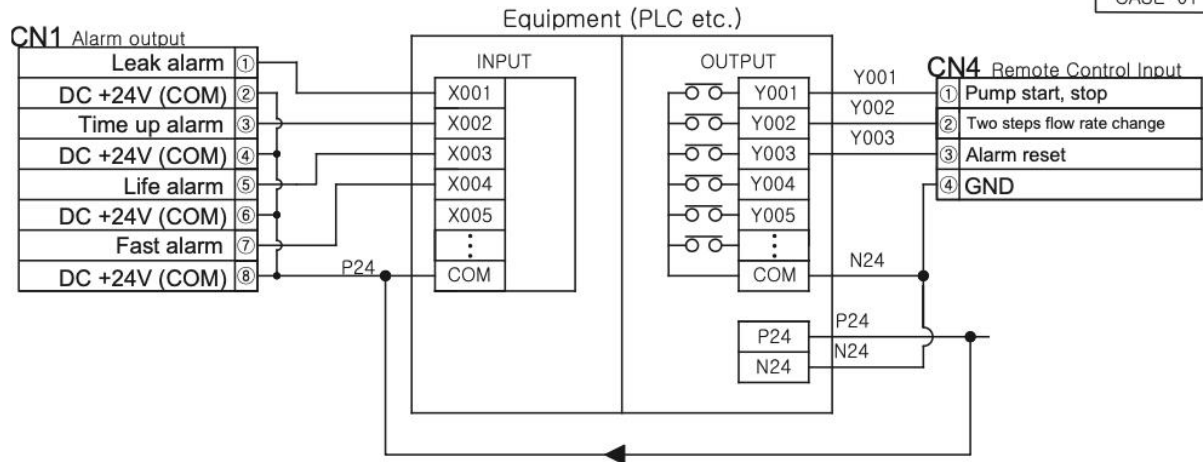 Equipment (PLC etc.)
CN1 Alarm output
Leak alarm ①
DC +24V (COM) ②
Time up alarm ③
DC +24V (COM) ④
Life alarm ⑤
DC +24V (COM) ⑥
Fast alarm ⑦
DC +24V (COM) ⑧
P24
INPUT
X001
X002
X003
X004
X005
⋮
COM
OUTPUT
Y001
Y002
Y003
Y004
Y005
⋮
COM
P24
N24
Y001
Y002
Y003
N24
P24
N24
CN4 Remote Control Input
① Pump start, stop
② Two steps flow rate change
③ Alarm reset
④ GND